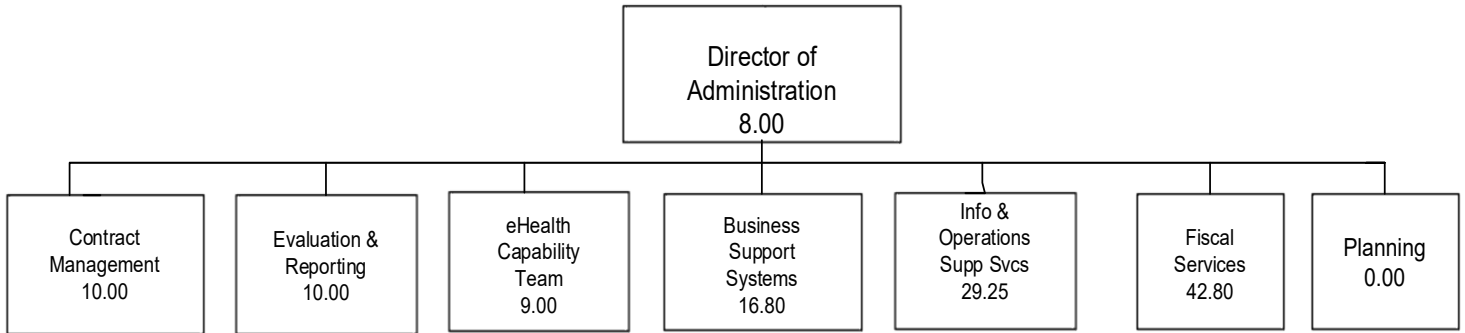 Director of
Administration
8.00
Contract
Management
10.00
Evaluation &
Reporting
10.00
eHealth
Capability
Team
9.00
Business
Support
Systems
16.80
Info &
Operations
Supp Svcs
29.25
Fiscal
Services
42.80
Planning
0.00